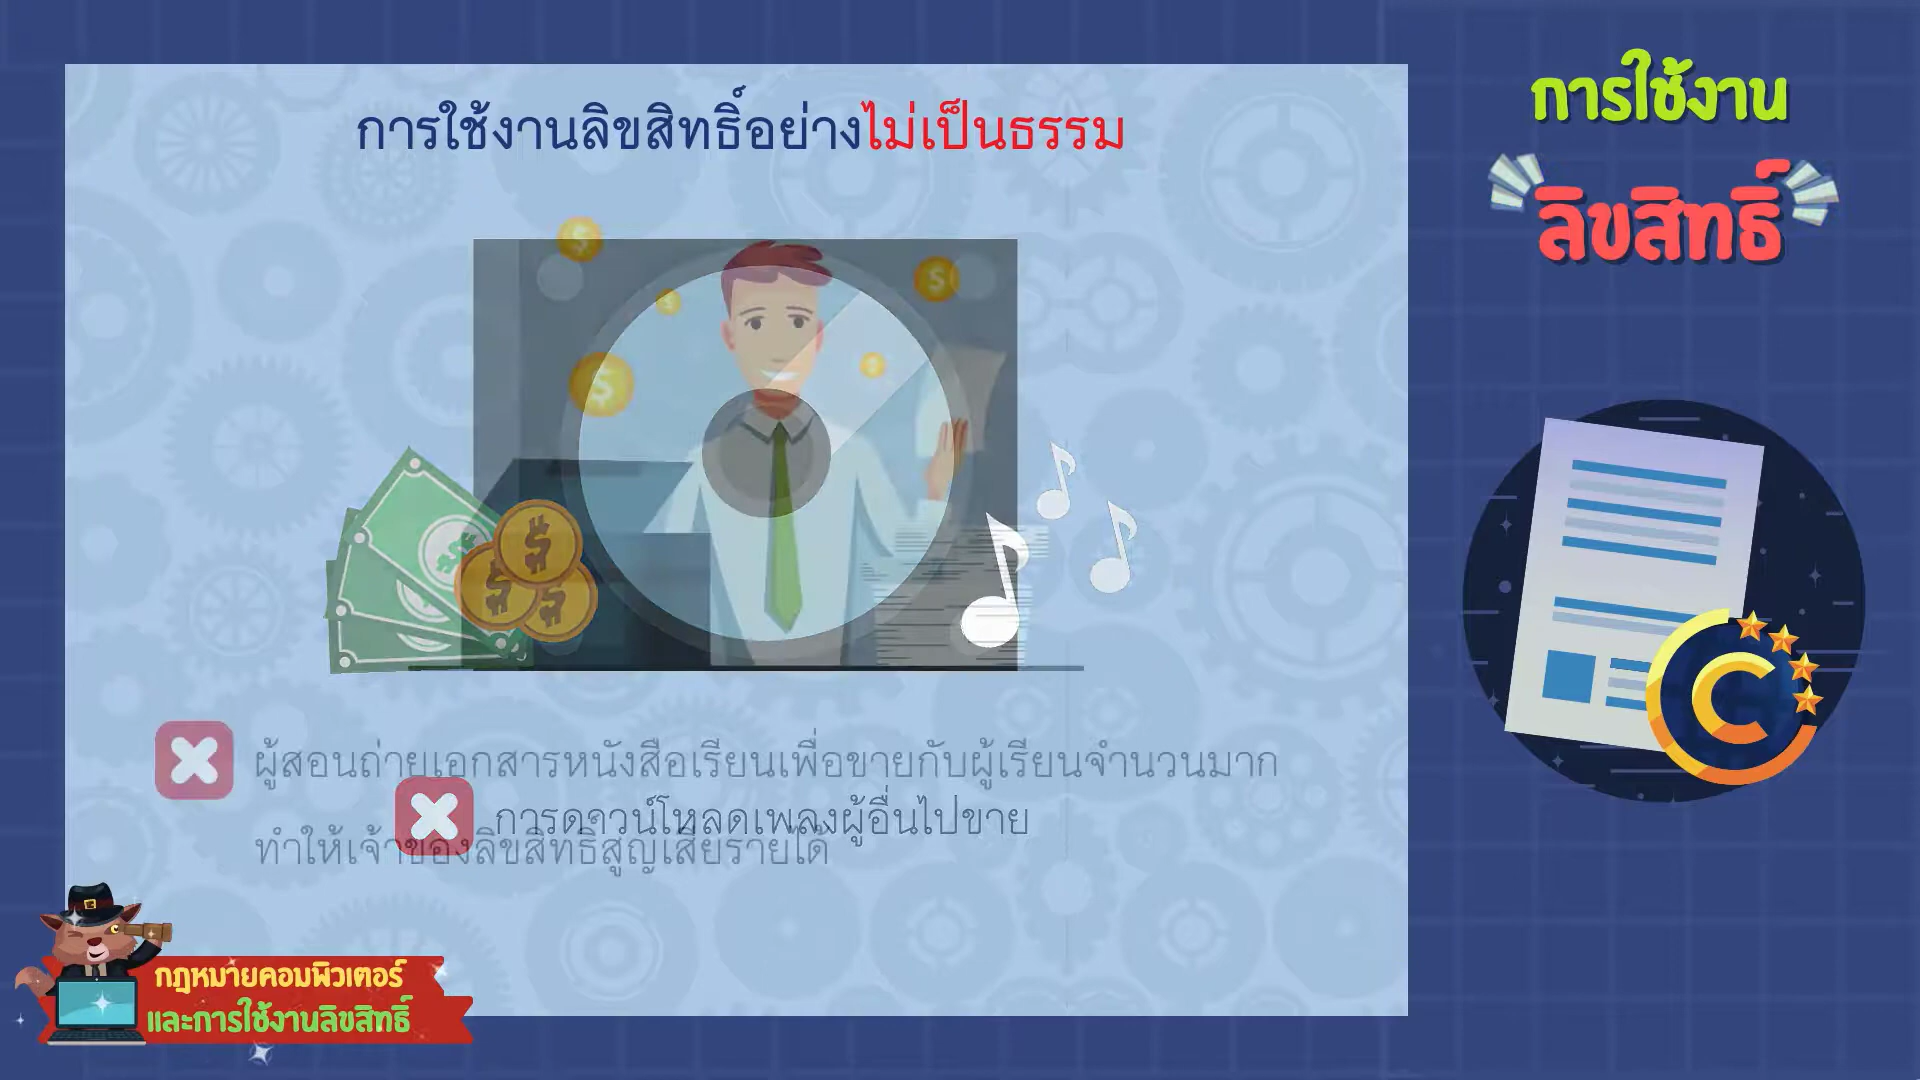 การใช้งานลิขสิทธิ์อย่างไม่เป็นธรรม
ผู้สอนถ่ายเอกสารหนังสือเรียนเพื่อขายกับผู้เรียนจำนวนมาก
การดาวน์โหลดเพลงผู้อื่นไปขาย
ทำให้เจ้าของลิขสิทธิ์สูญเสียรายได้
การใช้งาน
ลิขสิทธิ์
กฎหมายคอมพิวเตอร์
และการใช้งานลิขสิทธิ์